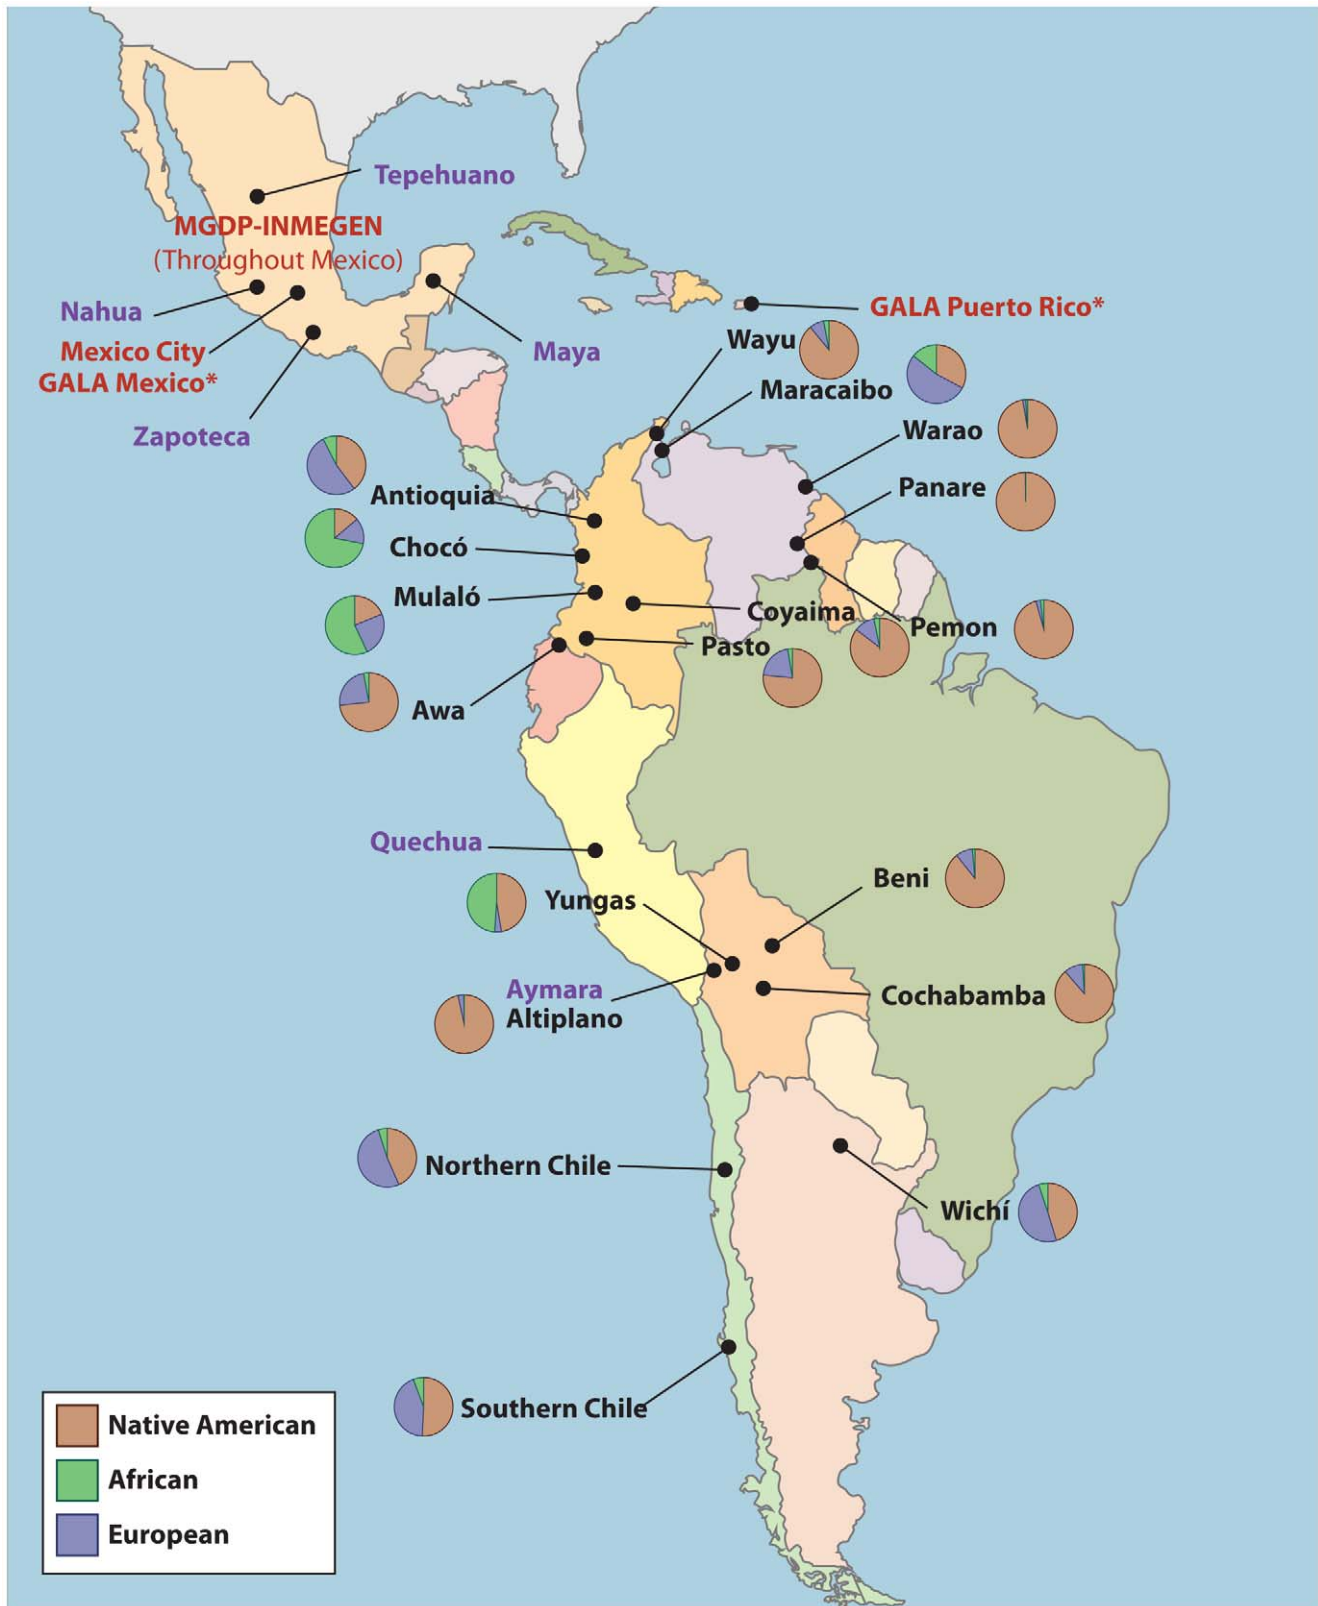 Tepehuano
MGDP-INMEGEN
(Throughout Mexico)
Nahua
Mexico City
GALA Mexico*
Zapoteca
Maya
GALA Puerto Rico*
Wayu
Maracaibo
Warao
Panare
Antioquia
Chocó
Mulaló
Coyaima
Pemon
Pasto
Awa
Quechua
Beni
Yungas
Aymara
Altiplano
Cochabamba
Northern Chile
Wichí
Southern Chile
Native American
African
European